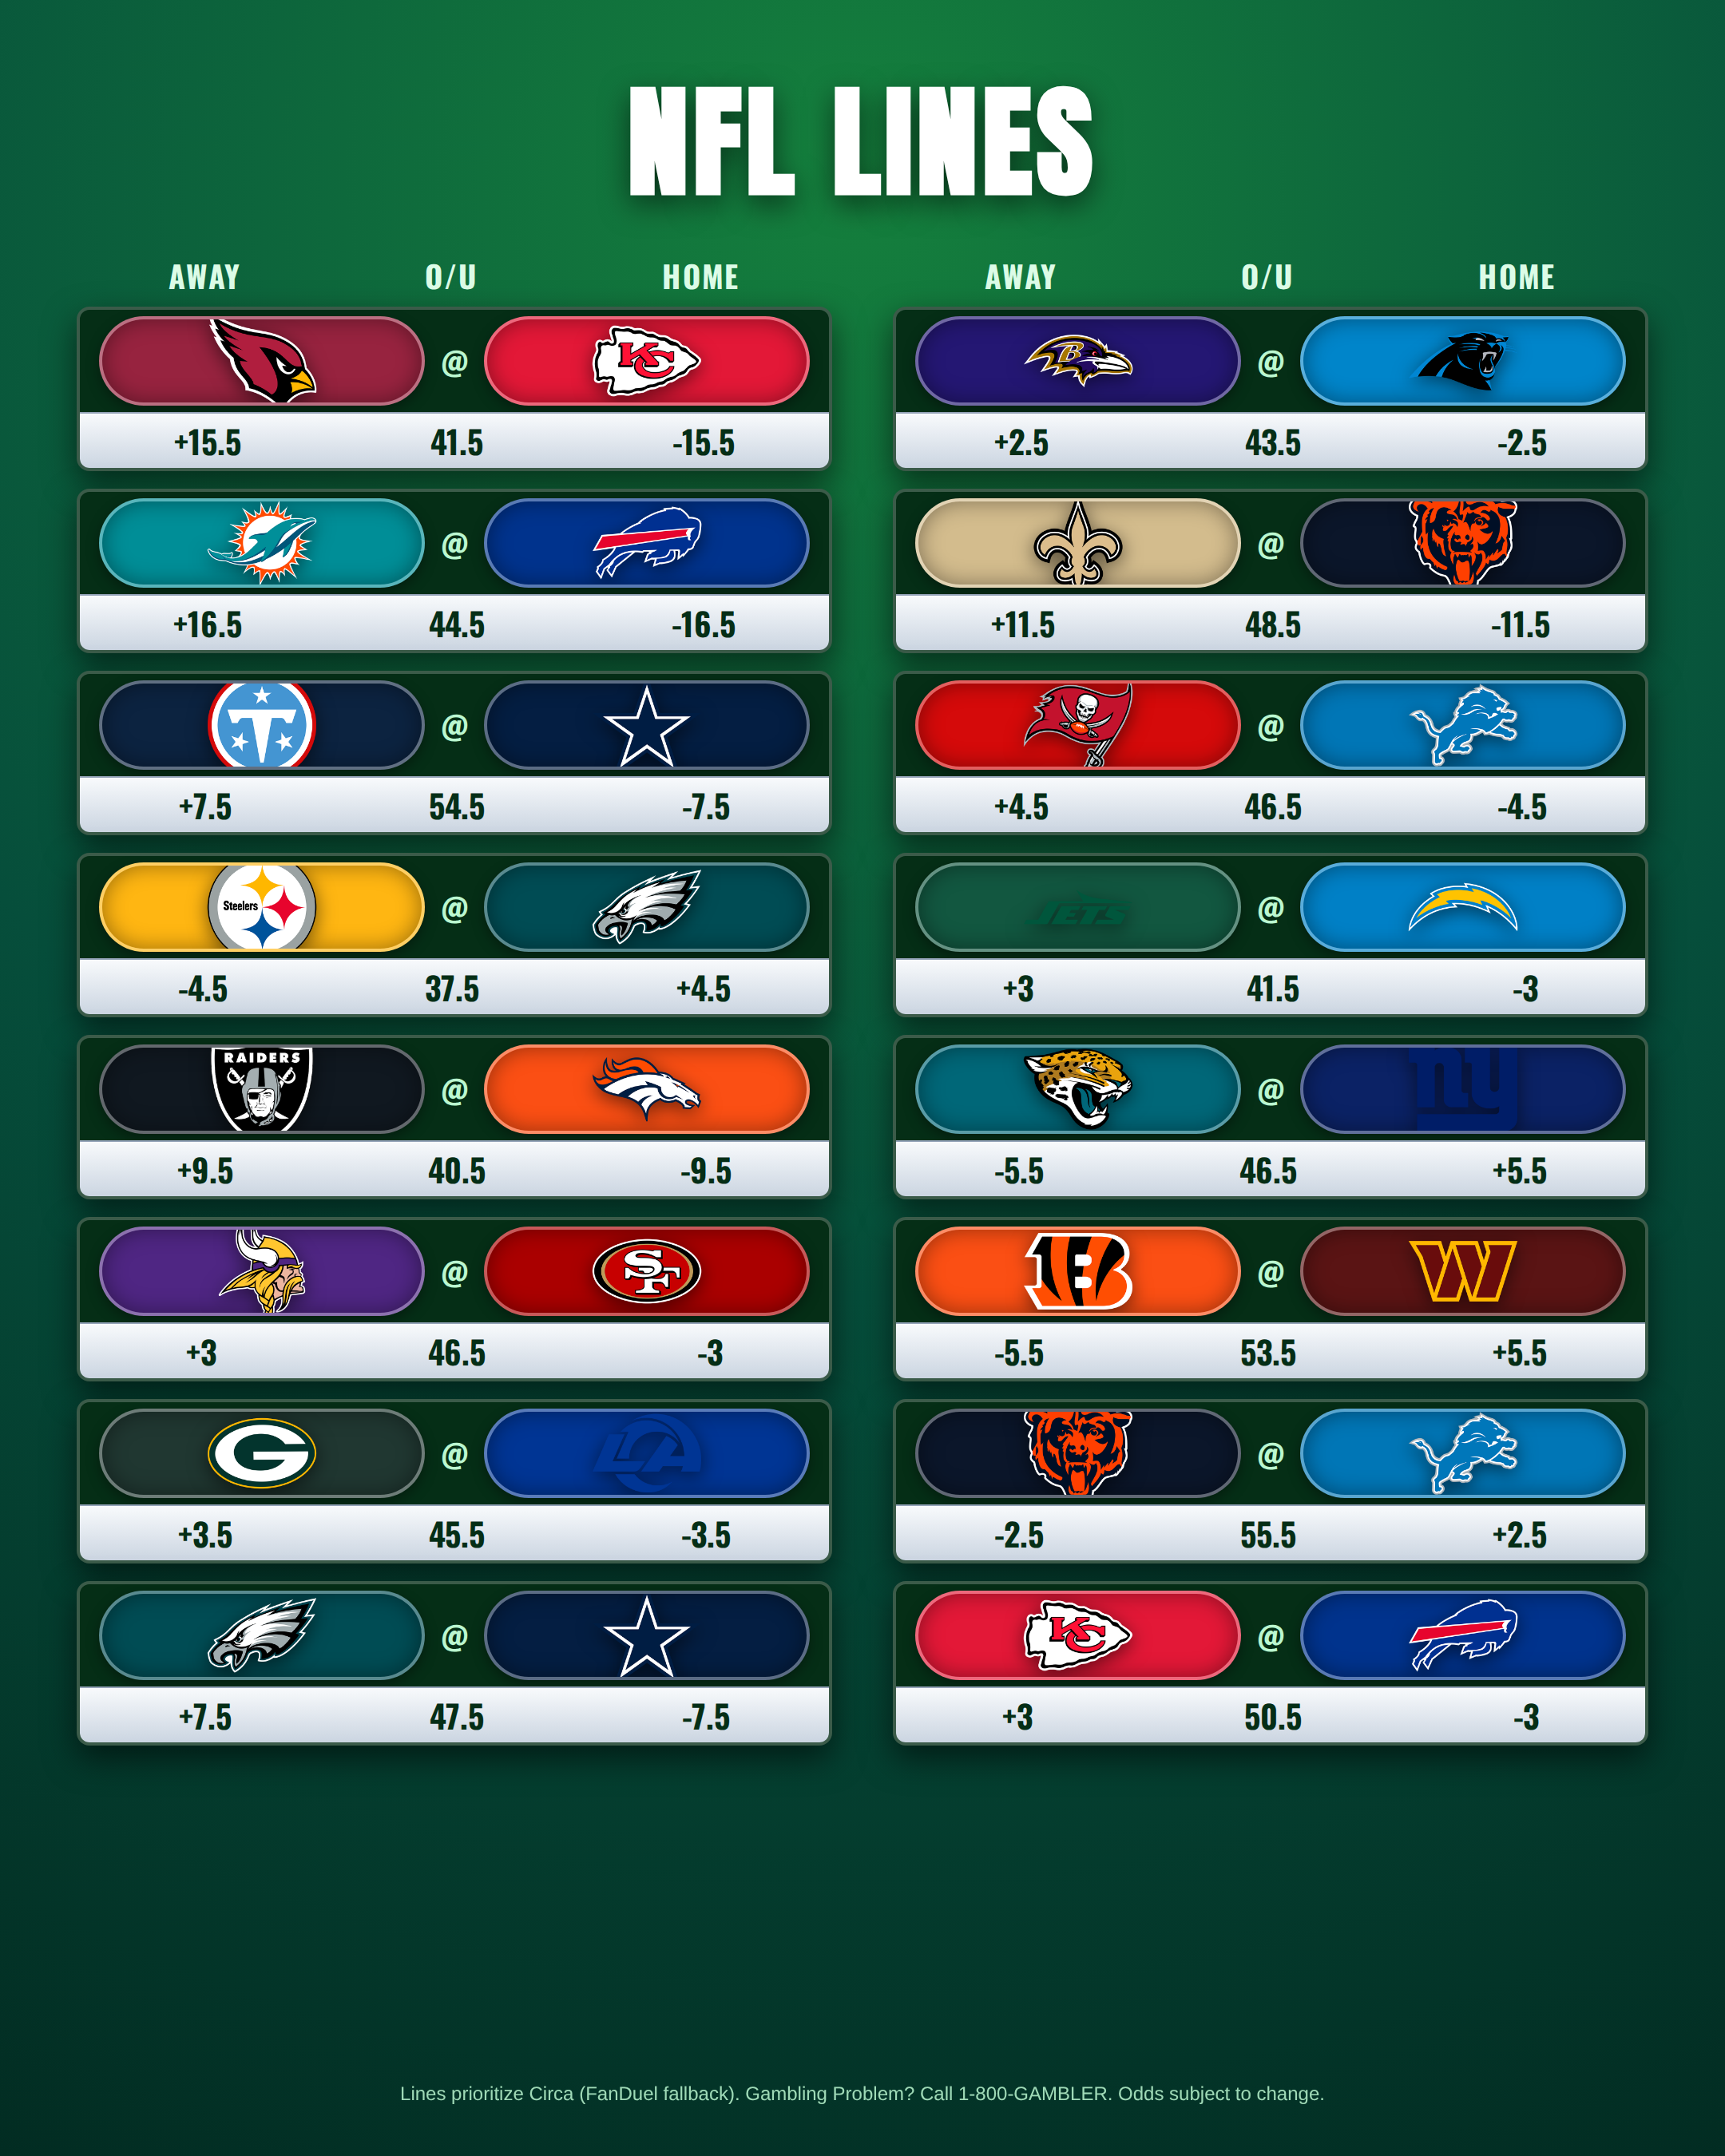 NFL LINES
AWAY O/U HOME AWAY O/U HOME
@ KC @ B
+15.5 41.5 -15.5 +2.5 43.5 -2.5
@ @
+16.5 44.5 -16.5 +11.5 48.5 -11.5
T @ @
+7.5 54.5 -7.5 +4.5 46.5 -4.5
Steelers @ JETS @
-4.5 37.5 +4.5 +3 41.5 -3
RAIDERS @ @ ny
+9.5 40.5 -9.5 -5.5 46.5 +5.5
@ SF B @ W
+3 46.5 -3 -5.5 53.5 +5.5
G @ LA @
+3.5 45.5 -3.5 -2.5 55.5 +2.5
@ KC @
+7.5 47.5 -7.5 +3 50.5 -3
Lines prioritize Circa (FanDuel fallback). Gambling Problem? Call 1-800-GAMBLER. Odds subject to change.